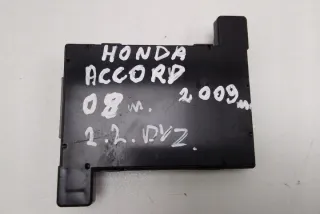 HONDA
ACCORD
08 m. 2009 m
2.2. DYZ.